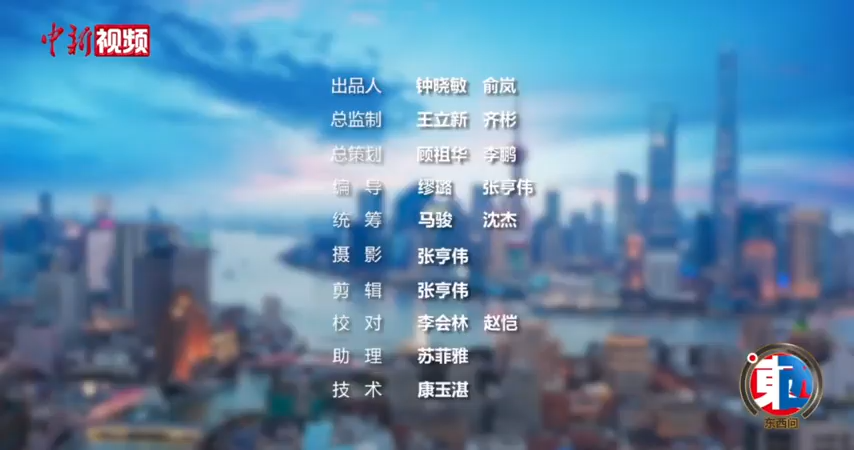 中新视频
出品人 钟晓敏 俞岚
总监制 王立新 齐彬
总策划 顾祖华 李鹏
编导 缪璐 张亨伟
统筹 马骏 沈杰
摄影 张亨伟
剪辑 张亨伟
校对 李会林 赵恺
助理 苏菲雅
技术 康玉湛
東
东西问